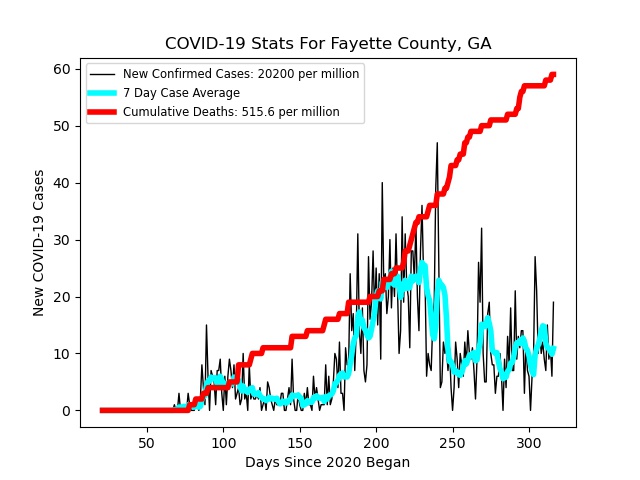 COVID-19 Stats For Fayette County, GA
New Confirmed Cases: 20200 per million
7 Day Case Average
Cumulative Deaths: 515.6 per million
New COVID-19 Cases
60
50
40
30
20
10
0
50 100 150 200 250 300
Days Since 2020 Began